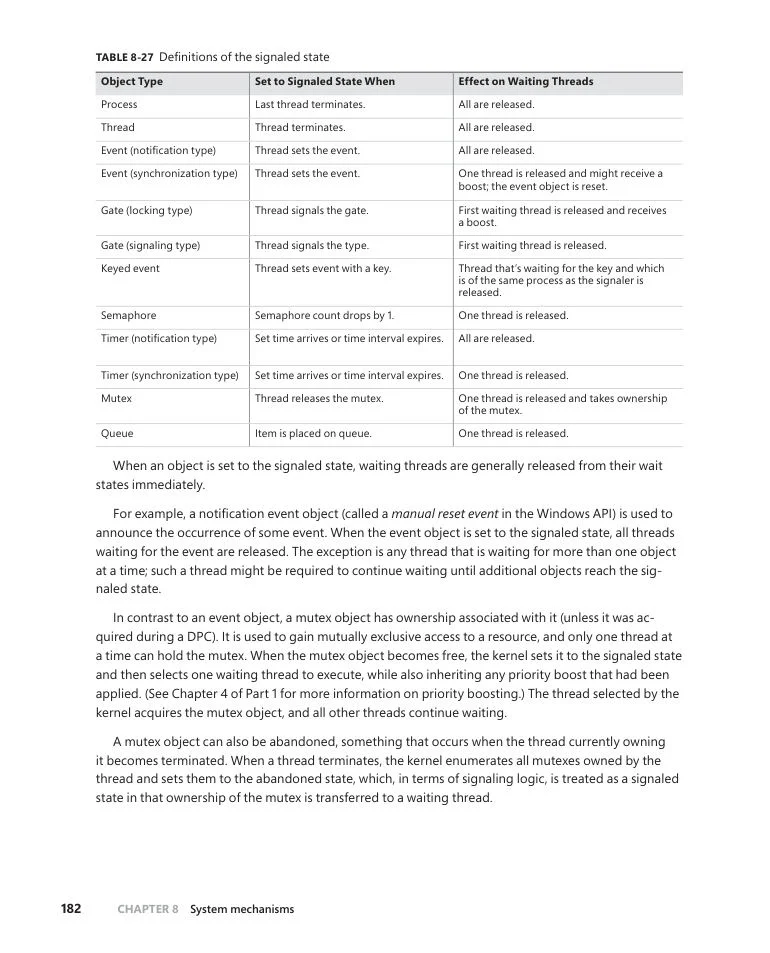 TABLE 8-27 Definitions of the signaled state
Object Type Set to Signaled State When Effect on Waiting Threads
Process Last thread terminates. All are released.
Thread Thread terminates. All are released.
Event (notification type) Thread sets the event. All are released.
Event (synchronization type) Thread sets the event. One thread is released and might receive a
boost; the event object is reset.
Gate (locking type) Thread signals the gate. First waiting thread is released and receives
a boost.
Gate (signaling type) Thread signals the type. First waiting thread is released.
Keyed event Thread sets event with a key. Thread that’s waiting for the key and which
is of the same process as the signaler is
released.
Semaphore Semaphore count drops by 1. One thread is released.
Timer (notification type) Set time arrives or time interval expires. All are released.
Timer (synchronization type) Set time arrives or time interval expires. One thread is released.
Mutex Thread releases the mutex. One thread is released and takes ownership
of the mutex.
Queue Item is placed on queue. One thread is released.
When an object is set to the signaled state, waiting threads are generally released from their wait
states immediately.
For example, a notification event object (called a manual reset event in the Windows API) is used to
announce the occurrence of some event. When the event object is set to the signaled state, all threads
waiting for the event are released. The exception is any thread that is waiting for more than one object
at a time; such a thread might be required to continue waiting until additional objects reach the sig-
naled state.
In contrast to an event object, a mutex object has ownership associated with it (unless it was ac-
quired during a DPC). It is used to gain mutually exclusive access to a resource, and only one thread at
a time can hold the mutex. When the mutex object becomes free, the kernel sets it to the signaled state
and then selects one waiting thread to execute, while also inheriting any priority boost that had been
applied. (See Chapter 4 of Part 1 for more information on priority boosting.) The thread selected by the
kernel acquires the mutex object, and all other threads continue waiting.
A mutex object can also be abandoned, something that occurs when the thread currently owning
it becomes terminated. When a thread terminates, the kernel enumerates all mutexes owned by the
thread and sets them to the abandoned state, which, in terms of signaling logic, is treated as a signaled
state in that ownership of the mutex is transferred to a waiting thread.
182 CHAPTER 8 System mechanisms